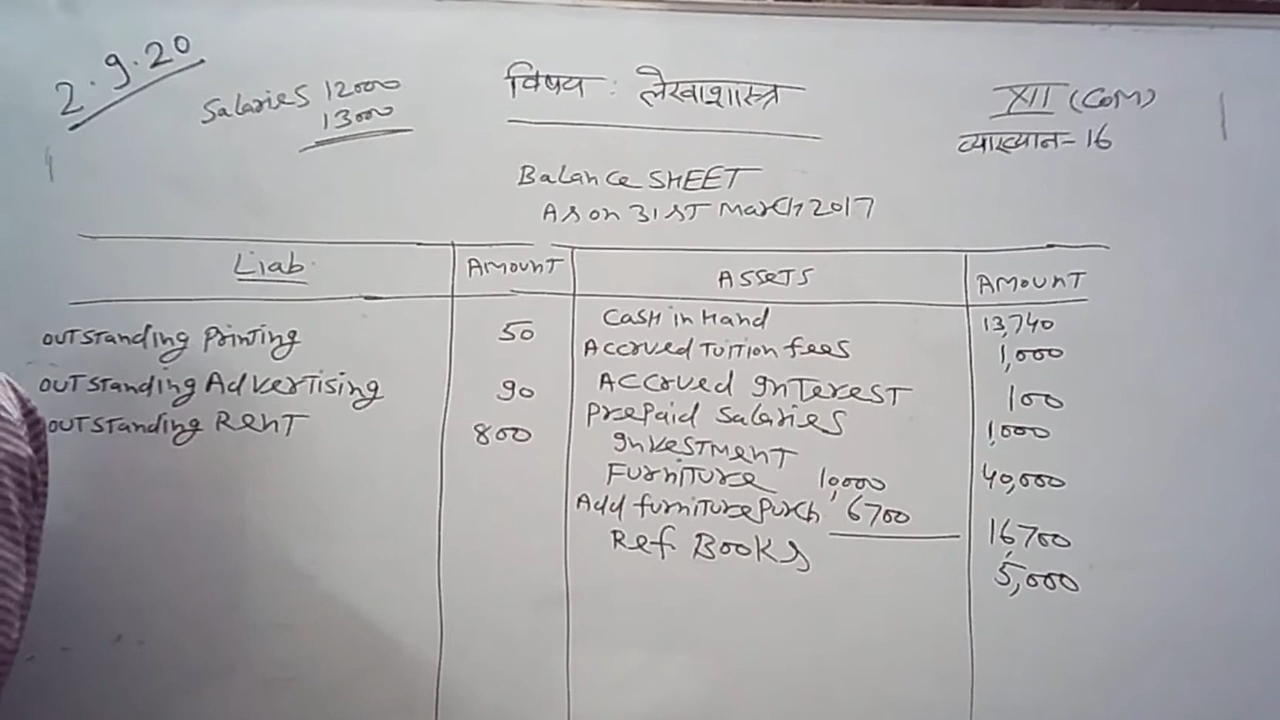 2.9.20
Salaries 12000
13000
विषय : लेखाशास्त्र
XII (COM)
व्याख्यान-16
Balance SHEET
AS on 31ST March 2017
Liab. AMOUNT ASSETS AMOUNT
OUTSTanding Printing 50 CASH in Hand 13,740
Accrued Tuition fees 1,000
OUTSTanding Advertising 90 Accrued Interest 100
Prepaid Salaries 1,000
OUTSTanding Rent 800
Investment 40,000
Furniture 10,000
Add furniture Purch 6700 16,700
Ref Books 5,000